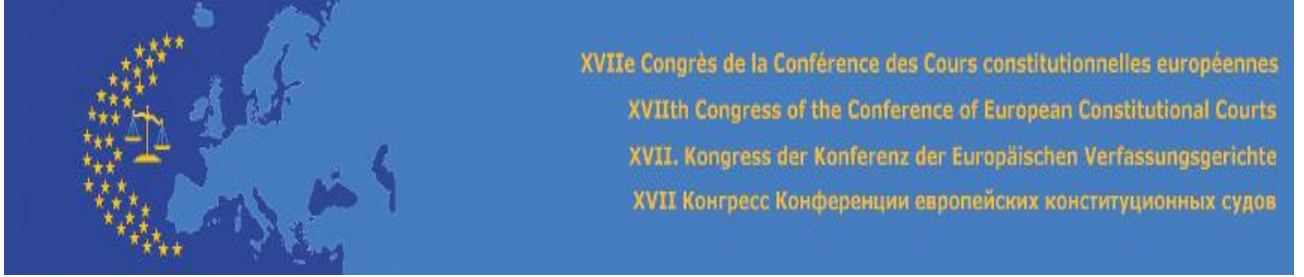 XVIIe Congrès de la Conférence des Cours constitutionnelles européennes
XVIIth Congress of the Conference of European Constitutional Courts
XVII. Kongress der Konferenz der Europäischen Verfassungsgerichte
XVII Конгресс Конференции европейских конституционных судов